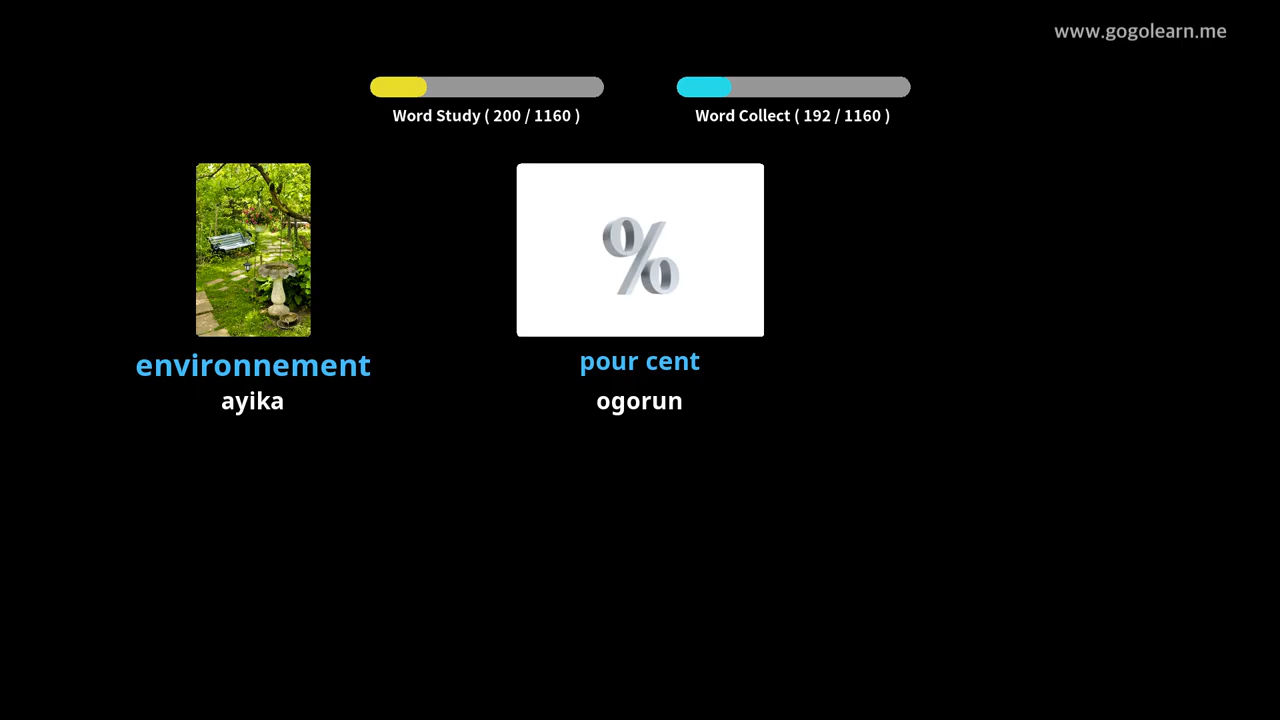 www.gogolearn.me
Word Study ( 200 / 1160 )
Word Collect ( 192 / 1160 )
%
environnement
ayika
pour cent
ogorun